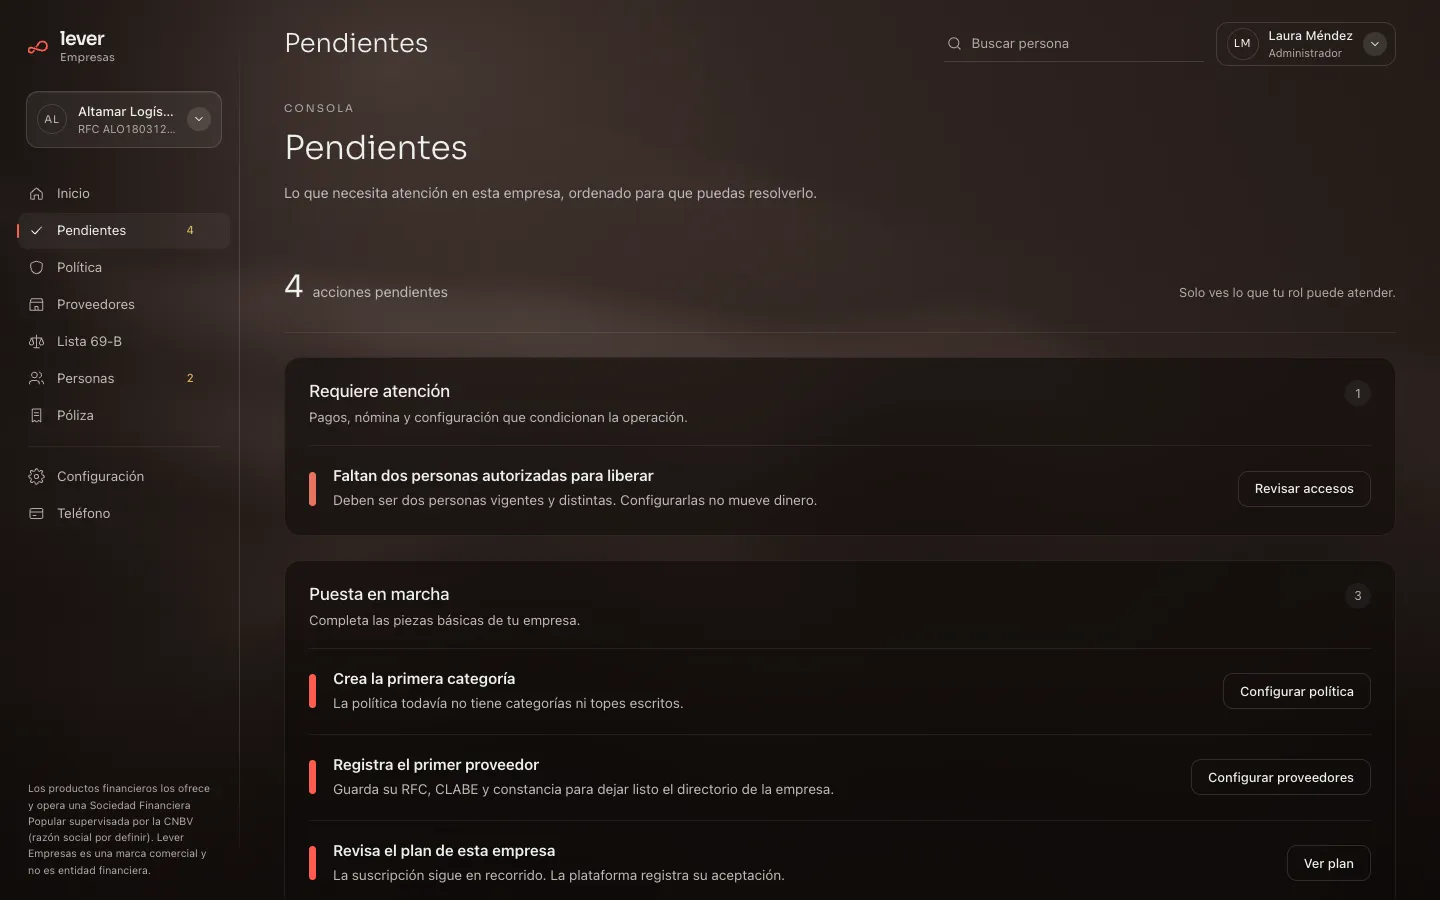 lever
Empresas
AL
Altamar Logís...
RFC ALO180312...
Inicio
Pendientes 4
Política
Proveedores
Lista 69-B
Personas 2
Póliza
Configuración
Teléfono
Los productos financieros los ofrece
y opera una Sociedad Financiera
Popular supervisada por la CNBV
(razón social por definir). Lever
Empresas es una marca comercial y
no es entidad financiera.
Pendientes
Buscar persona
LM
Laura Méndez
Administrador
CONSOLA
Pendientes
Lo que necesita atención en esta empresa, ordenado para que puedas resolverlo.
4 acciones pendientes
Solo ves lo que tu rol puede atender.
Requiere atención
1
Pagos, nómina y configuración que condicionan la operación.
Faltan dos personas autorizadas para liberar
Deben ser dos personas vigentes y distintas. Configurarlas no mueve dinero.
Revisar accesos
Puesta en marcha
3
Completa las piezas básicas de tu empresa.
Crea la primera categoría
La política todavía no tiene categorías ni topes escritos.
Configurar política
Registra el primer proveedor
Guarda su RFC, CLABE y constancia para dejar listo el directorio de la empresa.
Configurar proveedores
Revisa el plan de esta empresa
La suscripción sigue en recorrido. La plataforma registra su aceptación.
Ver plan